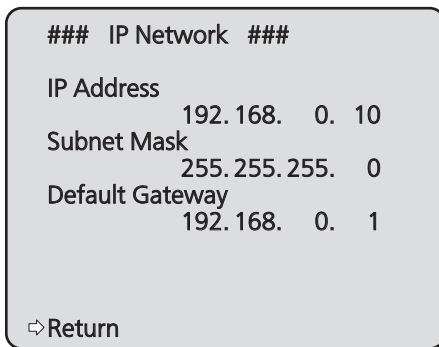 ### IP Network ###
IP Address
192. 168. 0. 10
Subnet Mask
255. 255. 255. 0
Default Gateway
192. 168. 0. 1
⇨Return